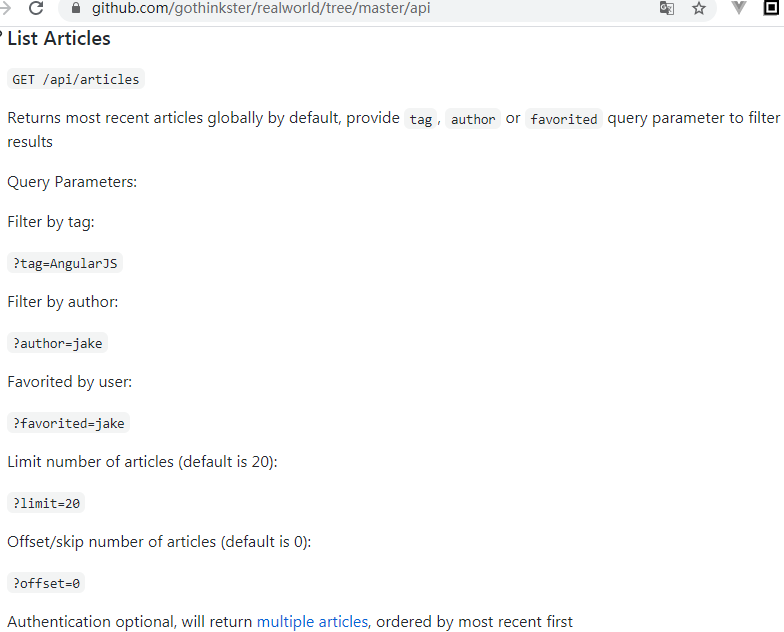 github.com/gothinkster/realworld/tree/master/api
List Articles
GET /api/articles
Returns most recent articles globally by default, provide tag, author or favorited query parameter to filter
results
Query Parameters:
Filter by tag:
?tag=AngularJS
Filter by author:
?author=jake
Favorited by user:
?favorited=jake
Limit number of articles (default is 20):
?limit=20
Offset/skip number of articles (default is 0):
?offset=0
Authentication optional, will return multiple articles, ordered by most recent first